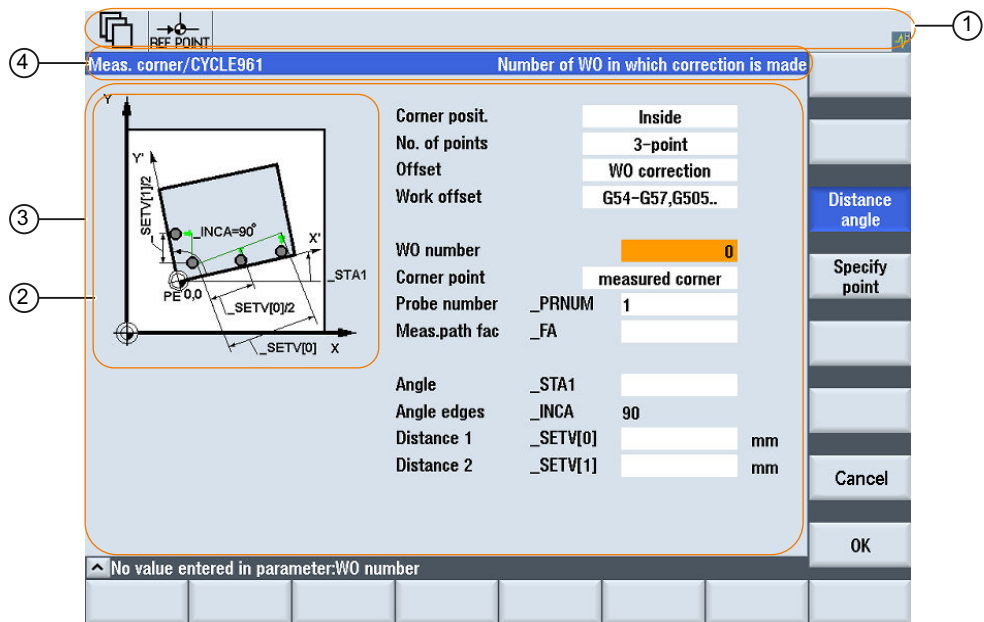 1
REF POINT
4
Meas. corner/CYCLE961 Number of WO in which correction is made
Y
Corner posit. Inside
No. of points 3-point
Offset WO correction
Work offset G54-G57,G505..
Y'
_SETV[1]/2
_INCA=90°
X'
_STA1
PE 0,0
_SETV[0]/2
_SETV[0]
X
3
2
WO number 0
Corner point measured corner
Probe number _PRNUM 1
Meas.path fac _FA
Angle _STA1
Angle edges _INCA 90
Distance 1 _SETV[0] mm
Distance 2 _SETV[1] mm
Distance
angle
Specify
point
Cancel
OK
No value entered in parameter:WO number